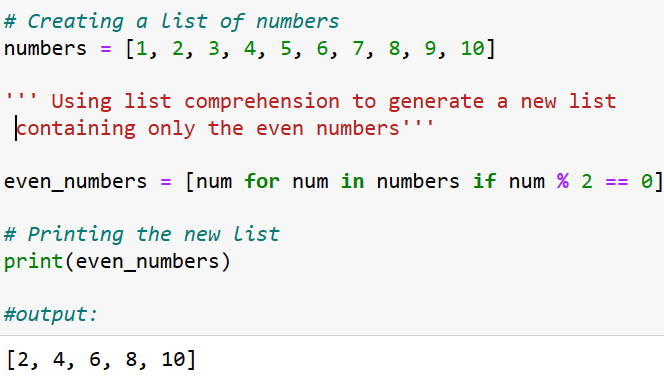 # Creating a list of numbers
numbers = [1, 2, 3, 4, 5, 6, 7, 8, 9, 10]
''' Using list comprehension to generate a new list
containing only the even numbers'''
even_numbers = [num for num in numbers if num % 2 == 0]
# Printing the new list
print(even_numbers)
#output:
[2, 4, 6, 8, 10]